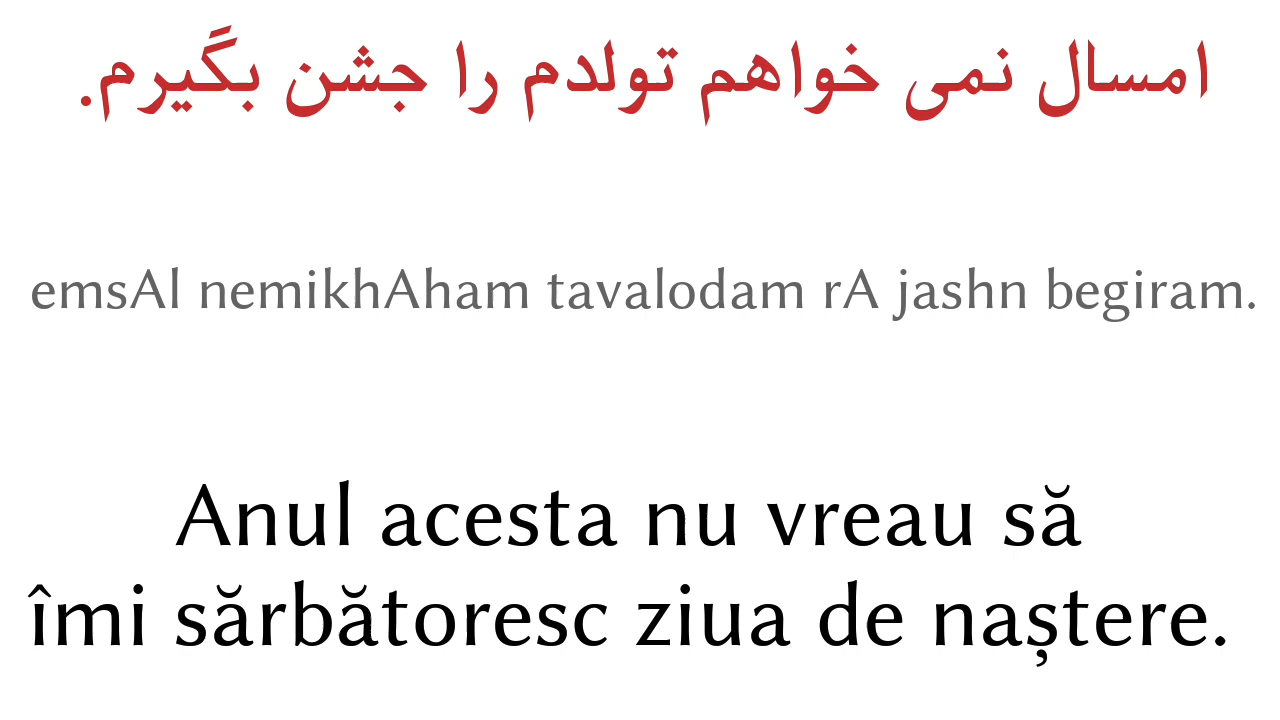 امسال نمی خواهم تولدم را جشن بگیرم.
emsAl nemikhAham tavalodam rA jashn begiram.
Anul acesta nu vreau să
îmi sărbătoresc ziua de naștere.